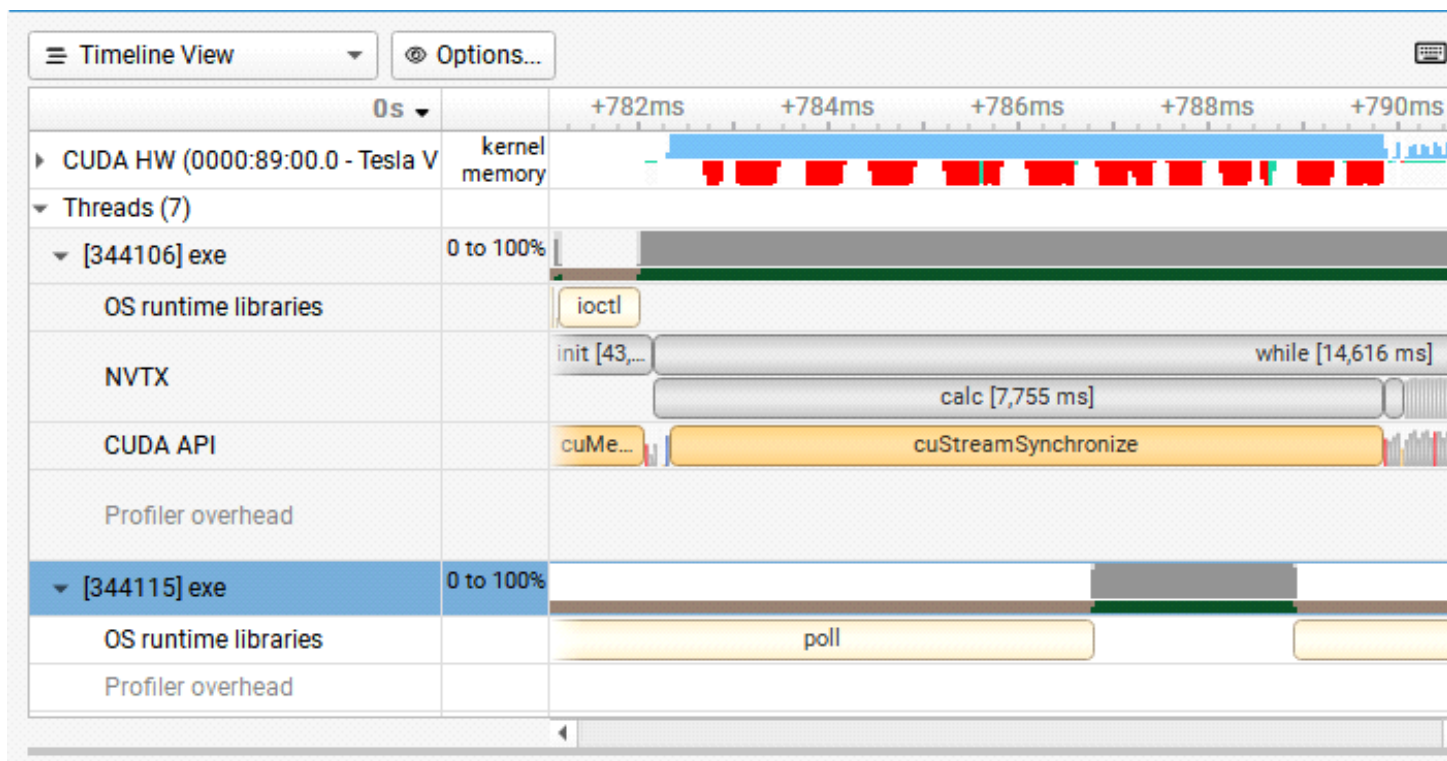 Timeline View Options...
0s +782ms +784ms +786ms +788ms +790ms
CUDA HW (0000:89:00.0 - Tesla V kernel
memory
Threads (7)
[344106] exe 0 to 100%
OS runtime libraries ioctl
init [43,... while [14,616 ms]
NVTX
calc [7,755 ms]
CUDA API cuMe... cuStreamSynchronize
Profiler overhead
[344115] exe 0 to 100%
OS runtime libraries poll
Profiler overhead